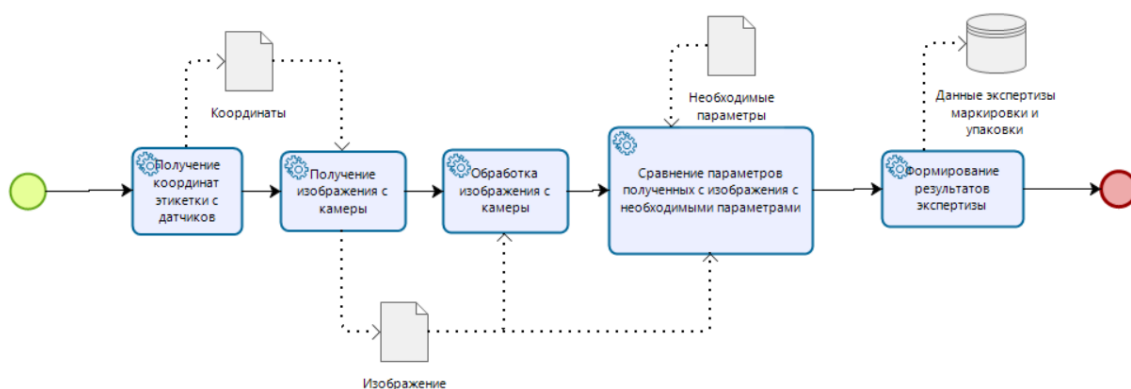 Координаты
Необходимые
параметры
Данные экспертизы
маркировки и
упаковки
Получение
координат
этикетки с
датчиков
Получение
изображения с
камеры
Обработка
изображения с
камеры
Сравнение параметров
полученных с изображения с
необходимыми параметрами
Формирование
результатов
экспертизы
Изображение